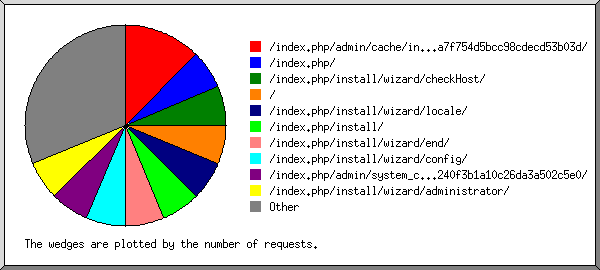 /index.php/admin/cache/in...a7f754d5bcc98cdecd53b03d/
/index.php/
/index.php/install/wizard/checkHost/
/
/index.php/install/wizard/locale/
/index.php/install/
/index.php/install/wizard/end/
/index.php/install/wizard/config/
/index.php/admin/system_c...240f3b1a10c26da3a502c5e0/
/index.php/install/wizard/administrator/
Other
The wedges are plotted by the number of requests.